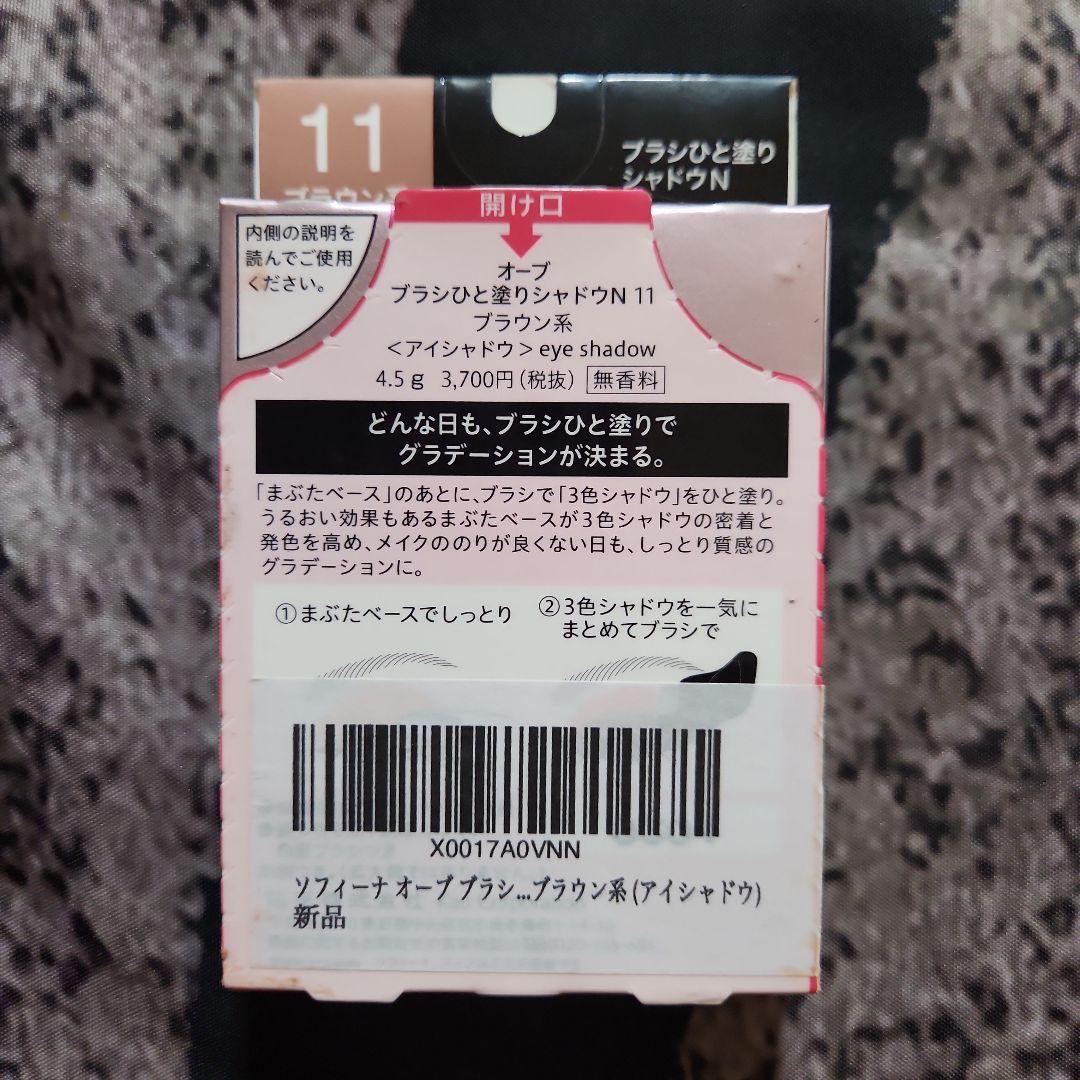 11
ブラウン系
ブラシひと塗り
シャドウN
開け口
内側の説明を
読んでご使用
ください。
オーブ
ブラシひと塗りシャドウN 11
ブラウン系
<アイシャドウ> eye shadow
4.5g 3,700円(税抜) 無香料
どんな日も、ブラシひと塗りで
グラデーションが決まる。
「まぶたベース」のあとに、ブラシで「3色シャドウ」をひと塗り。
うるおい効果もあるまぶたベースが3色シャドウの密着と
発色を高め、メイクののりが良くない日も、しっとり質感の
グラデーションに。
①まぶたベースでしっとり
②3色シャドウを一気に
まとめてブラシで
X0017A0VNN
ソフィーナ オーブ ブラシ...ブラウン系 (アイシャドウ)
新品